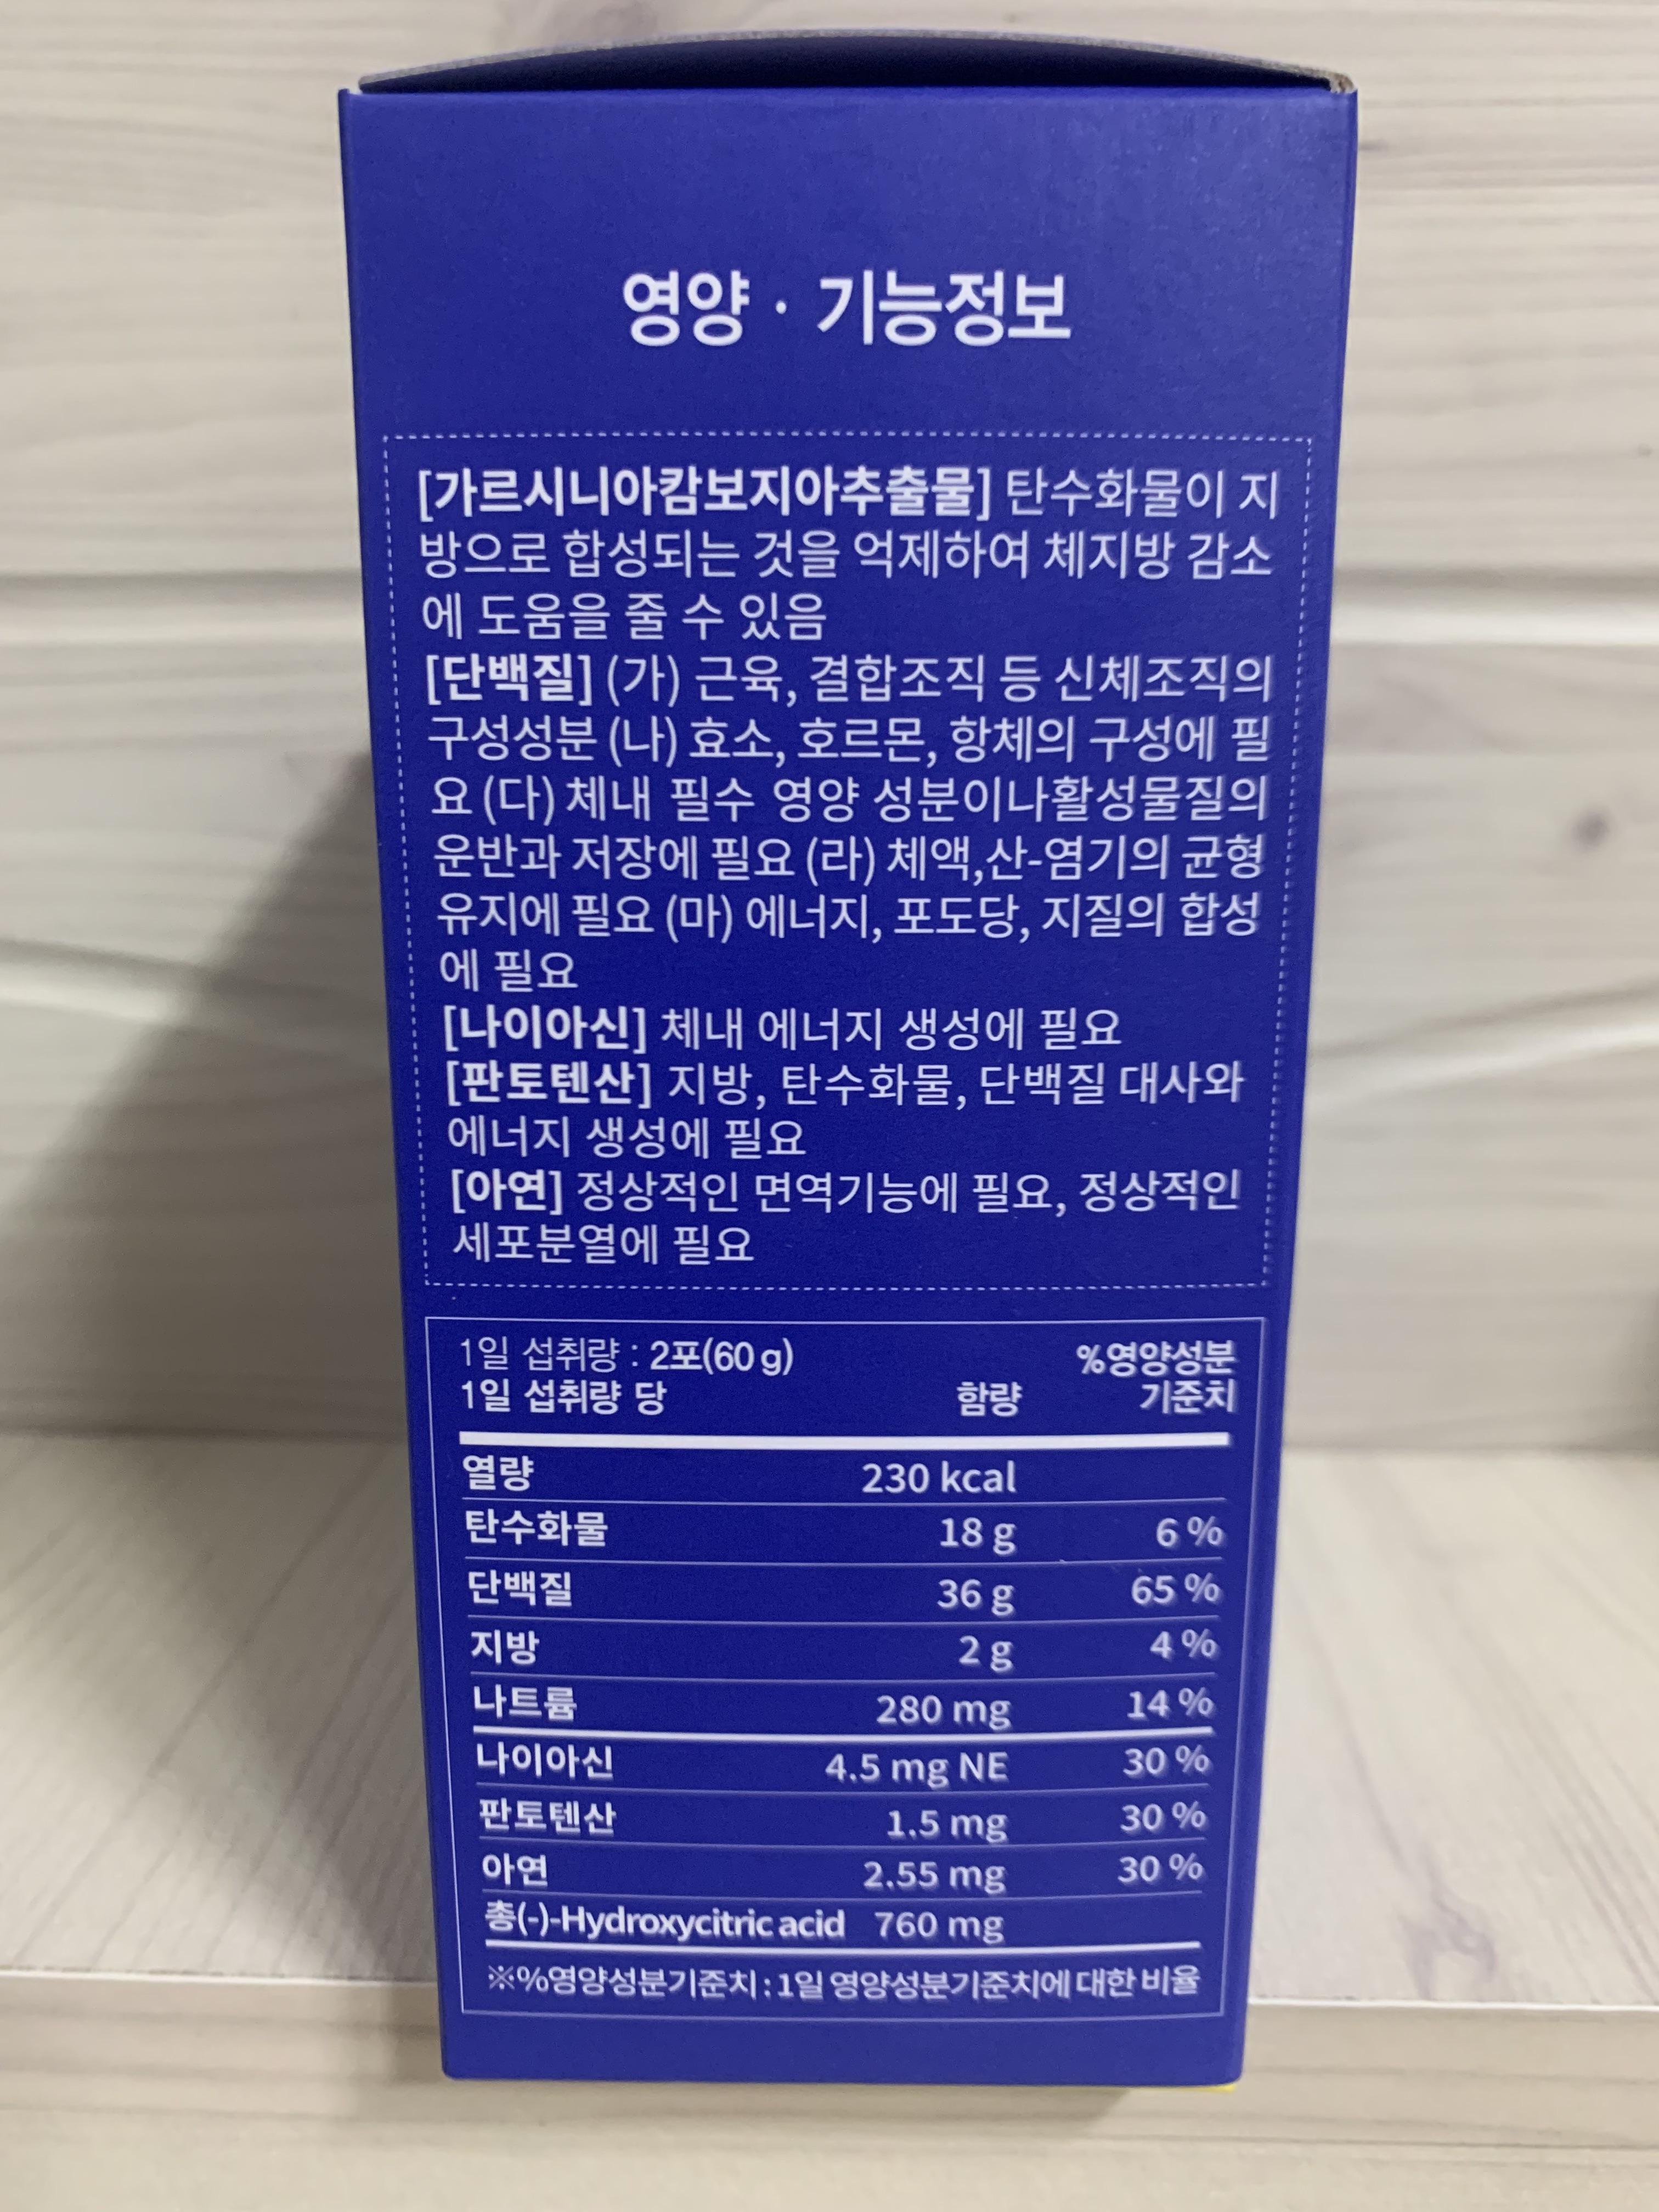 영양 · 기능정보
[가르시니아캄보지아추출물] 탄수화물이 지
방으로 합성되는 것을 억제하여 체지방 감소
에 도움을 줄 수 있음
[단백질] (가) 근육, 결합조직 등 신체조직의
구성성분 (나) 효소, 호르몬, 항체의 구성에 필
요 (다) 체내 필수 영양 성분이나활성물질의
운반과 저장에 필요 (라) 체액,산-염기의 균형
유지에 필요 (마) 에너지, 포도당, 지질의 합성
에 필요
[나이아신] 체내 에너지 생성에 필요
[판토텐산] 지방, 탄수화물, 단백질 대사와
에너지 생성에 필요
[아연] 정상적인 면역기능에 필요, 정상적인
세포분열에 필요
1일 섭취량 : 2포(60 g)
1일 섭취량 당 함량 %영양성분
기준치
열량 230 kcal
탄수화물 18 g 6 %
단백질 36 g 65 %
지방 2 g 4 %
나트륨 280 mg 14 %
나이아신 4.5 mg NE 30 %
판토텐산 1.5 mg 30 %
아연 2.55 mg 30 %
총(-)-Hydroxycitric acid 760 mg
※%영양성분기준치 : 1일 영양성분기준치에 대한 비율